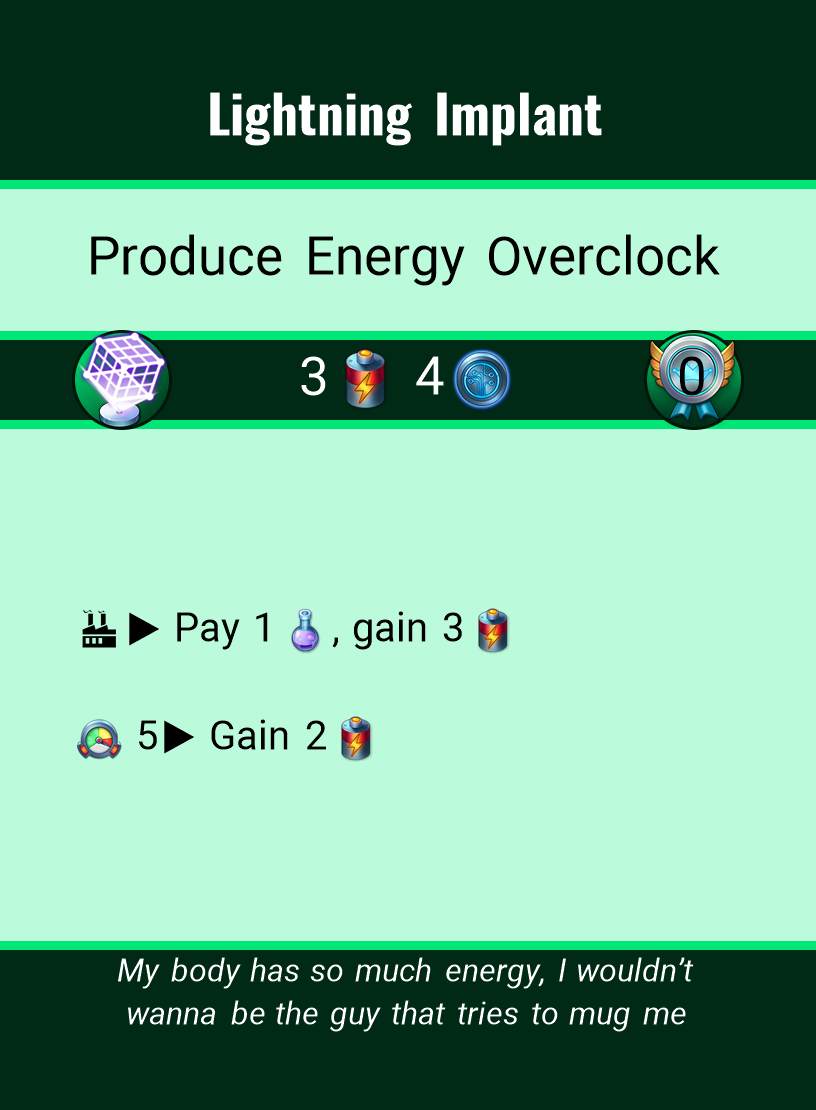 Lightning Implant
Produce Energy Overclock
3 4 0
Pay 1 , gain 3
5 Gain 2
My body has so much energy, I wouldn’t
wanna be the guy that tries to mug me